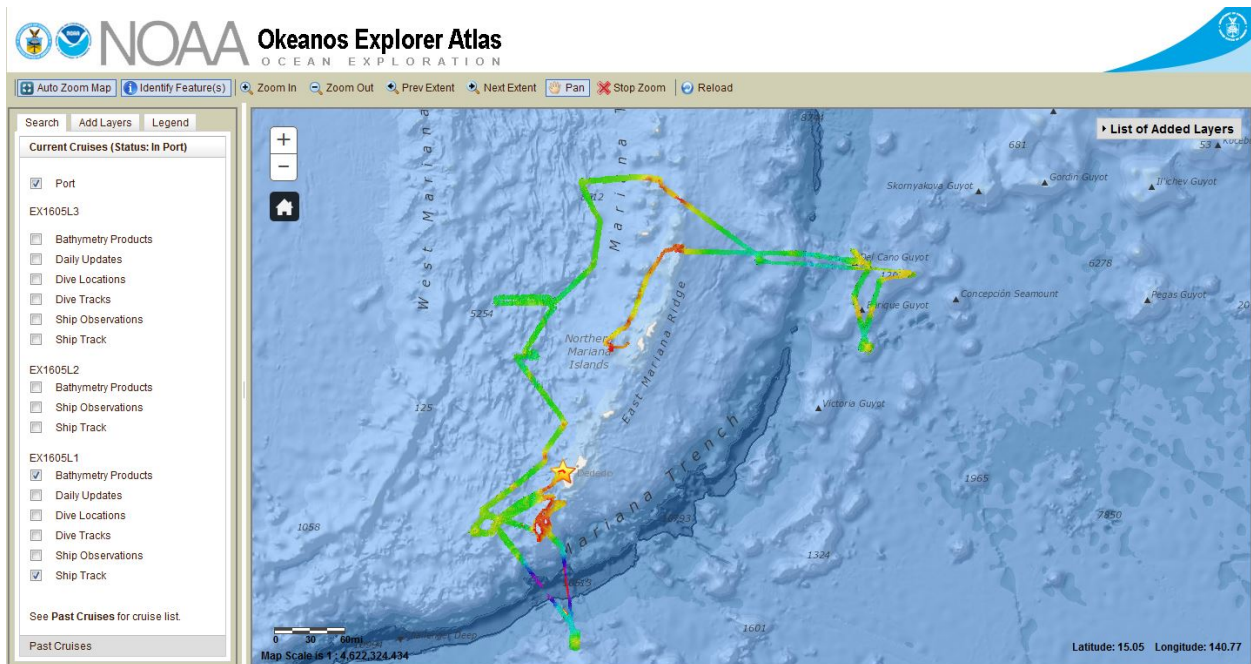 NOAA Okeanos Explorer Atlas
OCEAN EXPLORATION
Auto Zoom Map Identify Feature(s) Zoom In Zoom Out Prev Extent Next Extent Pan Stop Zoom Reload
Search Add Layers Legend
Current Cruises (Status: In Port)
Port
EX1605L3
Bathymetry Products
Daily Updates
Dive Locations
Dive Tracks
Ship Observations
Ship Track
EX1605L2
Bathymetry Products
Ship Observations
Ship Track
EX1605L1
Bathymetry Products
Daily Updates
Dive Locations
Dive Tracks
Ship Observations
Ship Track
See Past Cruises for cruise list.
Past Cruises
+
−
List of Added Layers
681
53
Skornyakova Guyot
Gordin Guyot
Il'ichev Guyot
West Mariana
Mariana
Del Cano Guyot
6278
Concepción Seamount
Pegas Guyot
Enrique Guyot
5254
Northern
Mariana
Islands
East Mariana Ridge
125
Victoria Guyot
Mariana Trench
1965
7850
1058
1324
1601
0 30 60mi
Map Scale is 1 : 4,622,324.434
Latitude: 15.05 Longitude: 140.77